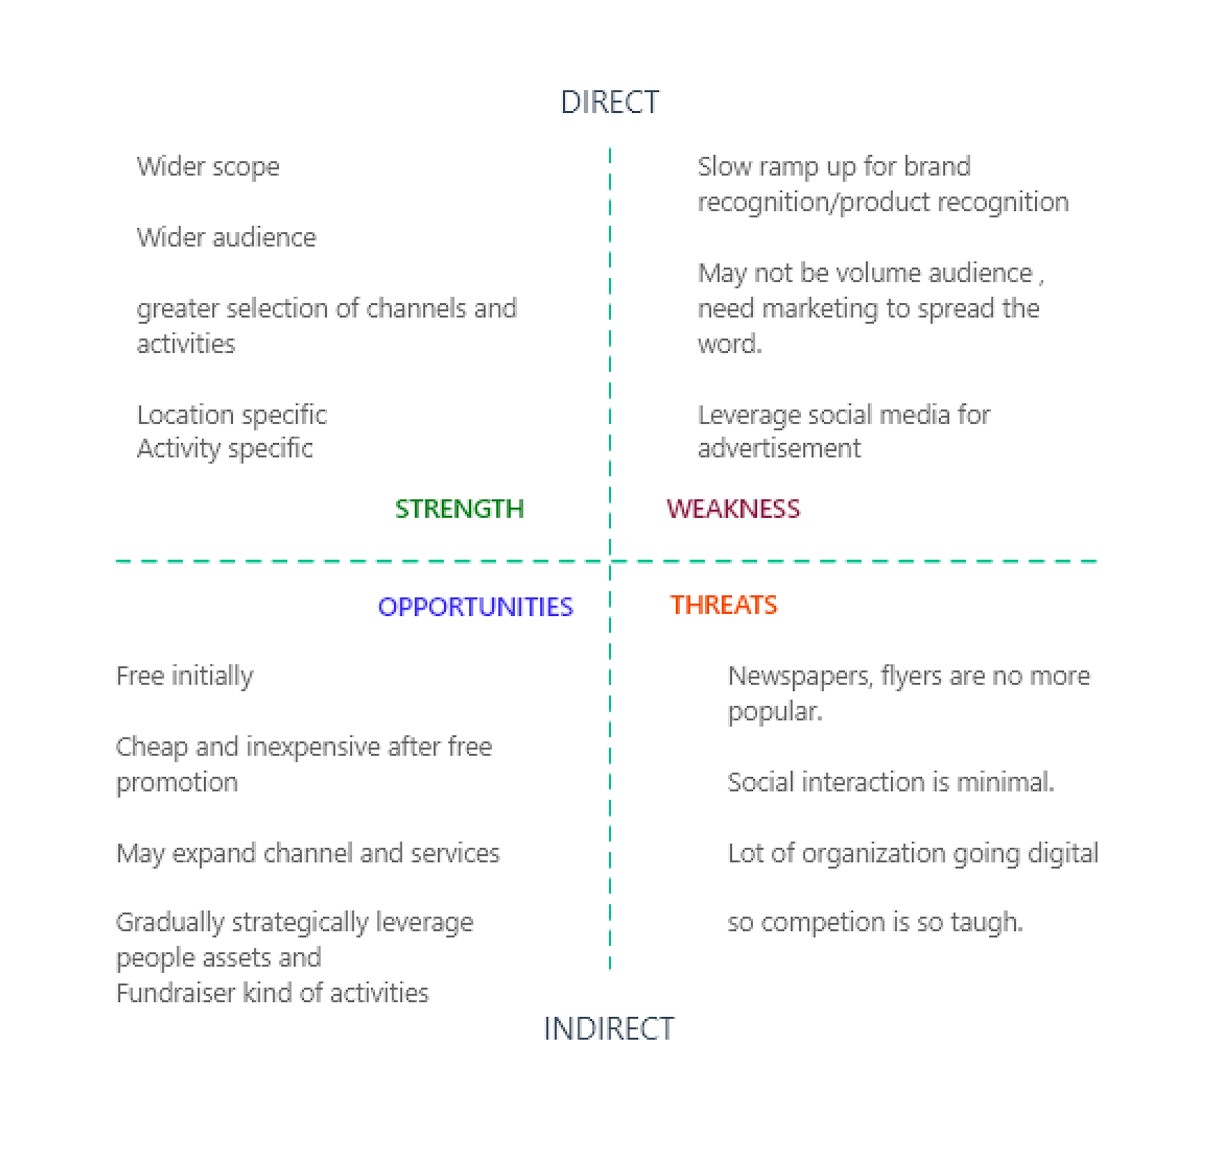 DIRECT
Wider scope
Wider audience
greater selection of channels and
activities
Location specific
Activity specific
STRENGTH
Slow ramp up for brand
recognition/product recognition
May not be volume audience ,
need marketing to spread the
word.
Leverage social media for
advertisement
WEAKNESS
OPPORTUNITIES
Free initially
Cheap and inexpensive after free
promotion
May expand channel and services
Gradually strategically leverage
people assets and
Fundraiser kind of activities
THREATS
Newspapers, flyers are no more
popular.
Social interaction is minimal.
Lot of organization going digital
so competion is so taugh.
INDIRECT